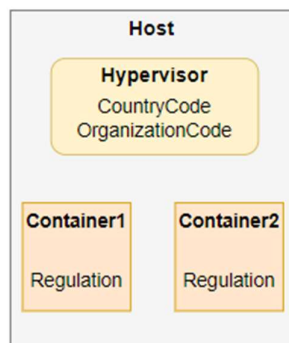 Host
Hypervisor
CountryCode
OrganizationCode
Container1
Regulation
Container2
Regulation